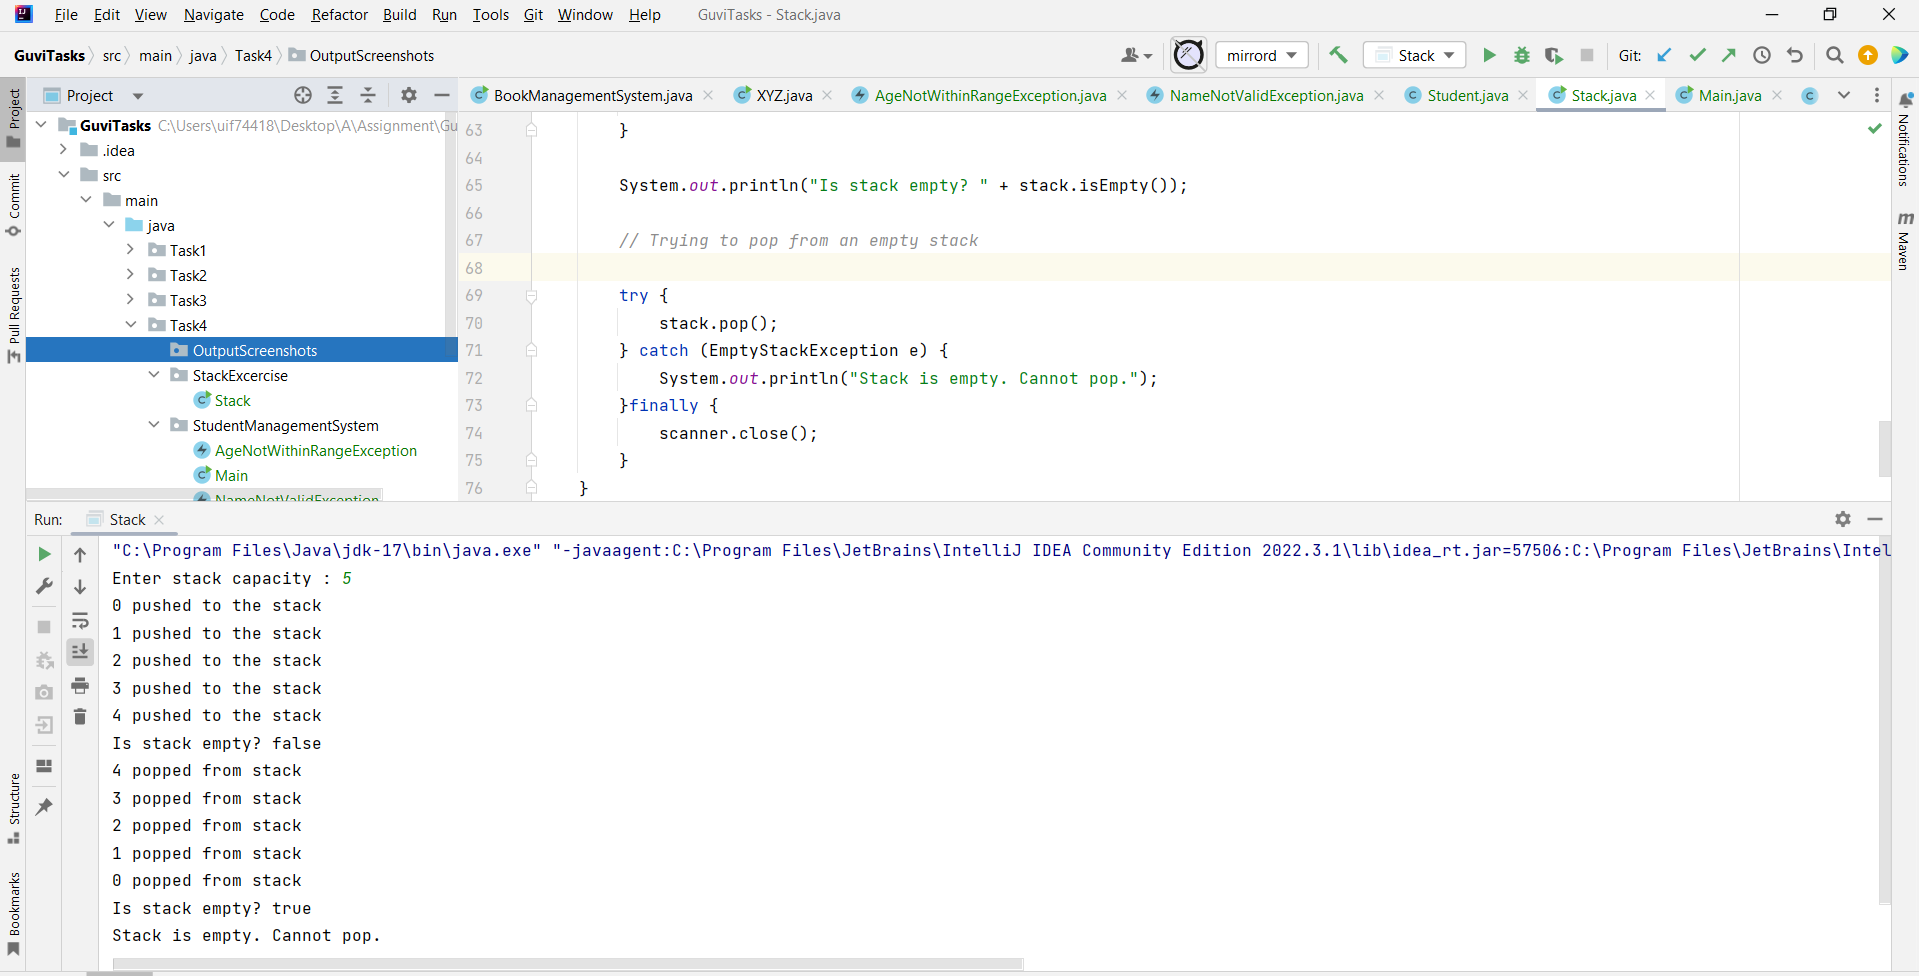 File Edit View Navigate Code Refactor Build Run Tools Git Window Help GuviTasks - Stack.java
GuviTasks src main java Task4 OutputScreenshots mirrord Stack Git:
Project
BookManagementSystem.java XYZ.java AgeNotWithinRangeException.java NameNotValidException.java Student.java Stack.java Main.java
GuviTasks C:\Users\uif74418\Desktop\A\Assignment\Gu
.idea
src
main
java
Task1
Task2
Task3
Task4
OutputScreenshots
StackExcercise
Stack
StudentManagementSystem
AgeNotWithinRangeException
Main
NameNotValidException
63 }
64
65 System.out.println("Is stack empty? " + stack.isEmpty());
66
67 // Trying to pop from an empty stack
68
69 try {
70 stack.pop();
71 } catch (EmptyStackException e) {
72 System.out.println("Stack is empty. Cannot pop.");
73 }finally {
74 scanner.close();
75 }
76 }
Run: Stack
"C:\Program Files\Java\jdk-17\bin\java.exe" "-javaagent:C:\Program Files\JetBrains\IntelliJ IDEA Community Edition 2022.3.1\lib\idea_rt.jar=57506:C:\Program Files\JetBrains\Intel
Enter stack capacity : 5
0 pushed to the stack
1 pushed to the stack
2 pushed to the stack
3 pushed to the stack
4 pushed to the stack
Is stack empty? false
4 popped from stack
3 popped from stack
2 popped from stack
1 popped from stack
0 popped from stack
Is stack empty? true
Stack is empty. Cannot pop.
Project
Commit
Pull Requests
Structure
Bookmarks
Notifications
m Maven